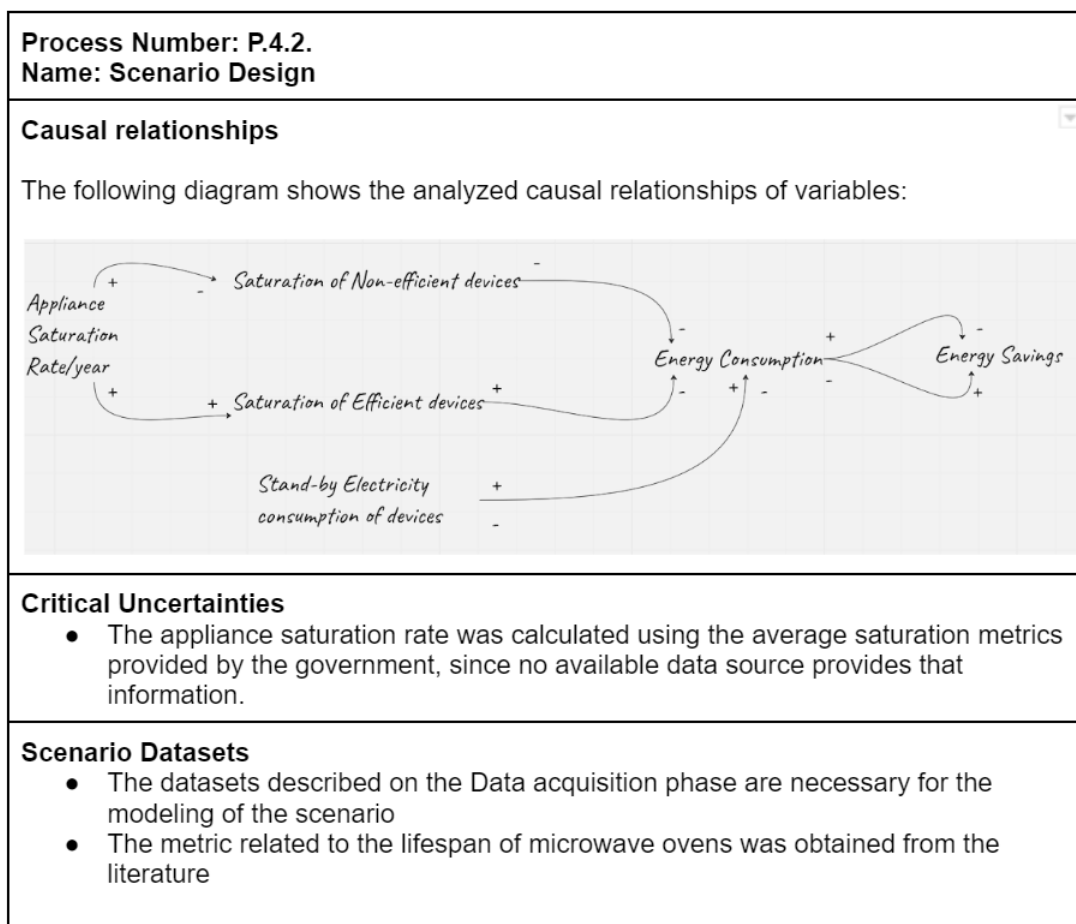 Process Number: P.4.2.
Name: Scenario Design
Causal relationships
The following diagram shows the analyzed causal relationships of variables:
+
-
Saturation of Non-efficient devices
-
Appliance
Saturation
Rate/year
-
+
-
Energy Consumption
Energy Savings
+
+
Saturation of Efficient devices
+
-
+
-
-
+
Stand-by Electricity
consumption of devices
+
-
Critical Uncertainties
● The appliance saturation rate was calculated using the average saturation metrics
provided by the government, since no available data source provides that
information.
Scenario Datasets
● The datasets described on the Data acquisition phase are necessary for the
modeling of the scenario
● The metric related to the lifespan of microwave ovens was obtained from the
literature